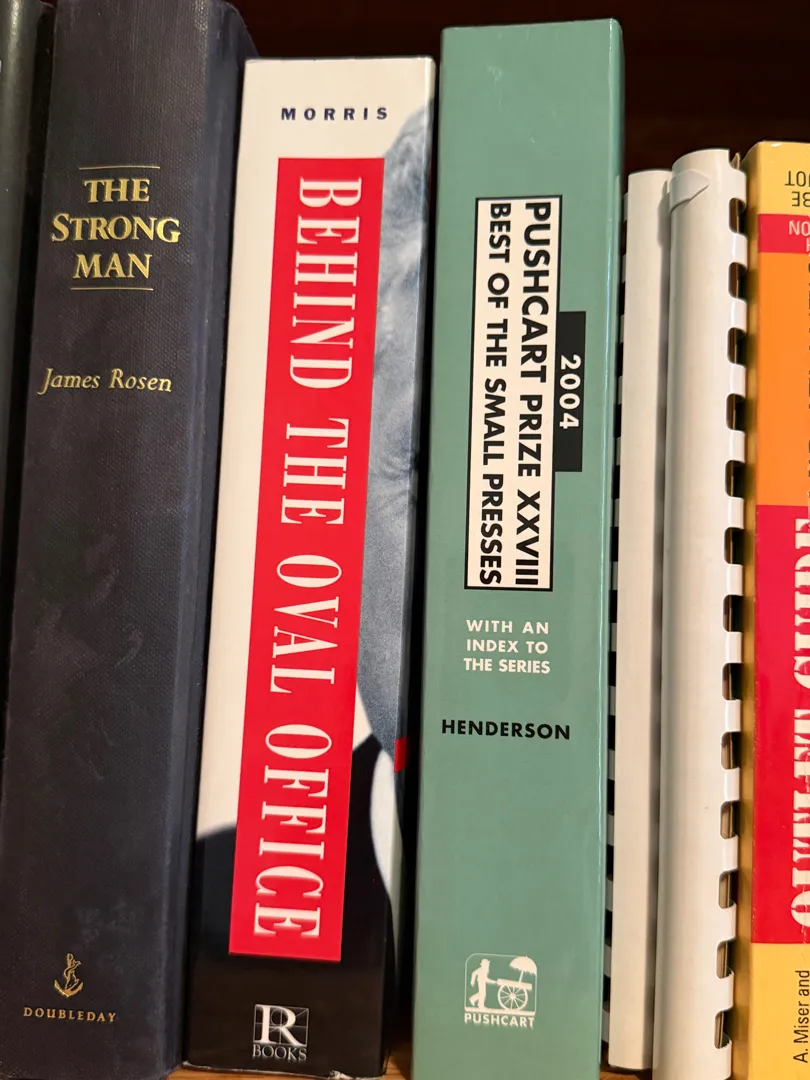 THE
STRONG
MAN
James Rosen
DOUBLEDAY
MORRIS
BEHIND THE OVAL OFFICE
R
BOOKS
PUSHCART PRIZE XXVIII
BEST OF THE SMALL PRESSES
2004
WITH AN
INDEX TO
THE SERIES
HENDERSON
PUSHCART
A. Miser and